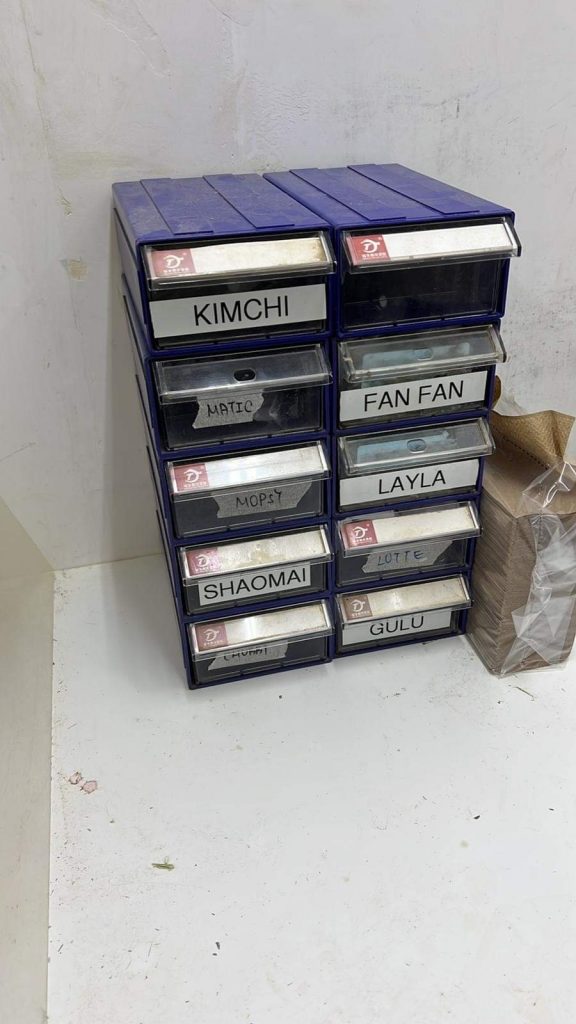 KIMCHI
MATIC
MOPSY
SHAOMAI
FAN FAN
LAYLA
LOTTE
GULU